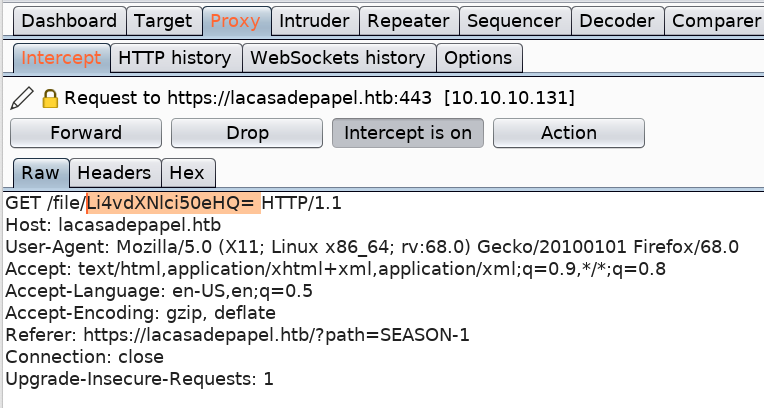 Dashboard Target Proxy Intruder Repeater Sequencer Decoder Comparer
Intercept HTTP history WebSockets history Options
Request to https://lacasadepapel.htb:443 [10.10.10.131]
Forward Drop Intercept is on Action
Raw Headers Hex
GET /file/Li4vdXNlci50eHQ= HTTP/1.1
Host: lacasadepapel.htb
User-Agent: Mozilla/5.0 (X11; Linux x86_64; rv:68.0) Gecko/20100101 Firefox/68.0
Accept: text/html,application/xhtml+xml,application/xml;q=0.9,*/*;q=0.8
Accept-Language: en-US,en;q=0.5
Accept-Encoding: gzip, deflate
Referer: https://lacasadepapel.htb/?path=SEASON-1
Connection: close
Upgrade-Insecure-Requests: 1